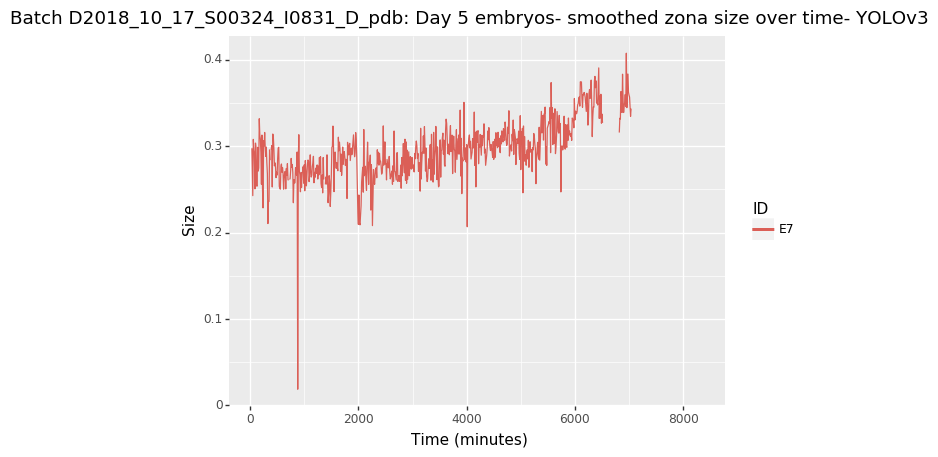 Batch D2018_10_17_S00324_I0831_D_pdb: Day 5 embryos- smoothed zona size over time- YOLOv3
0.4
0.3
0.2
0.1
0
Size
0 2000 4000 6000 8000
Time (minutes)
ID
E7